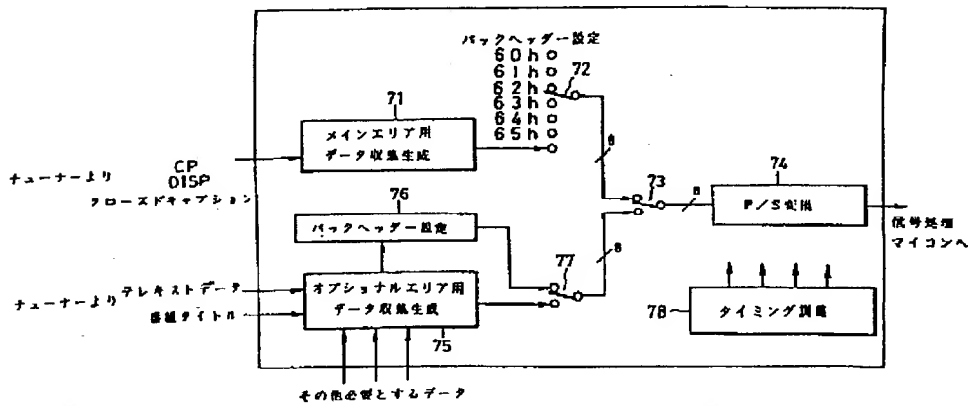 パックヘッダー設定
60h
61h
62h
63h
64h
65h
72
71
メインエリア用
データ収集生成
チューナーより
CP
DISP
クローズドキャプション
8
73
8
74
P/S変換
信号処理
マイコンへ
76
パックヘッダー設定
77
8
チューナーより
テレキストデータ
番組タイトル
オプショナルエリア用
データ収集生成
75
78
タイミング調整
その他必要とするデータ